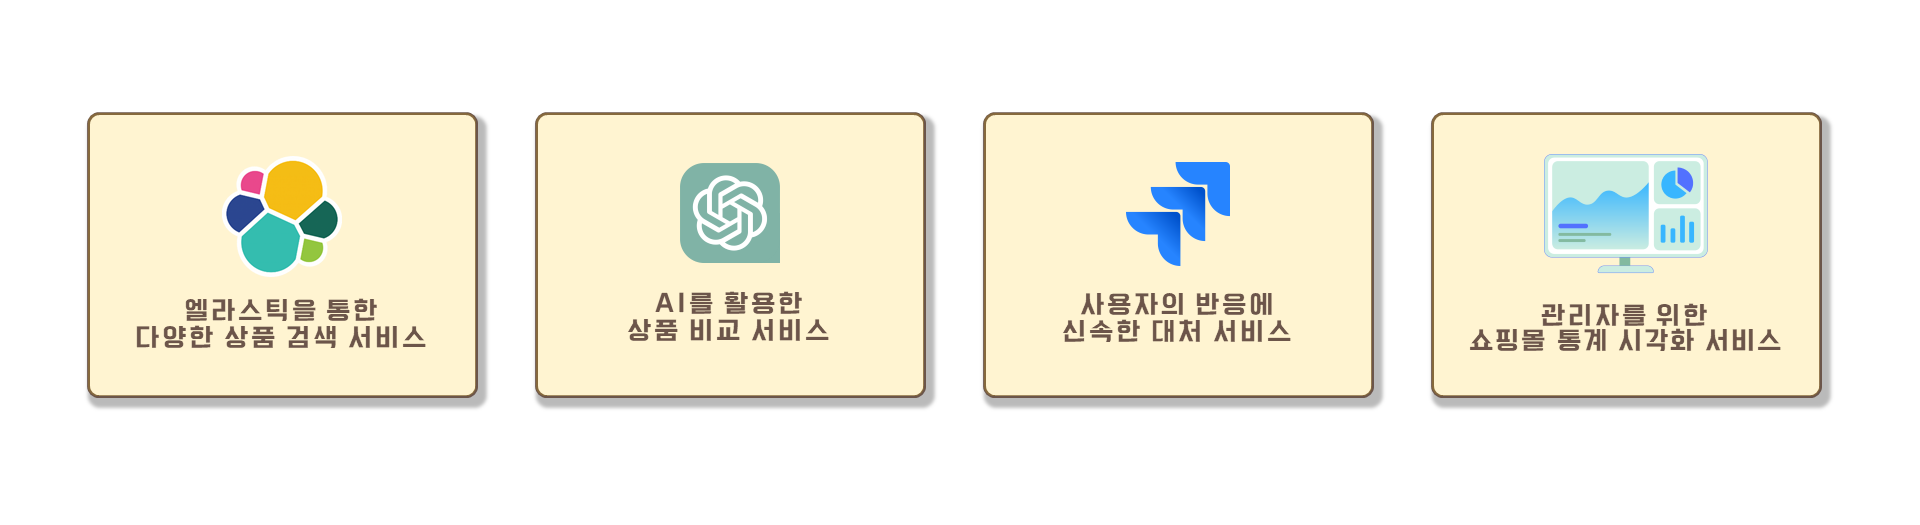 엘라스틱을 통한
다양한 상품 검색 서비스
AI를 활용한
상품 비교 서비스
사용자의 반응에
신속한 대처 서비스
관리자를 위한
쇼핑몰 통계 시각화 서비스